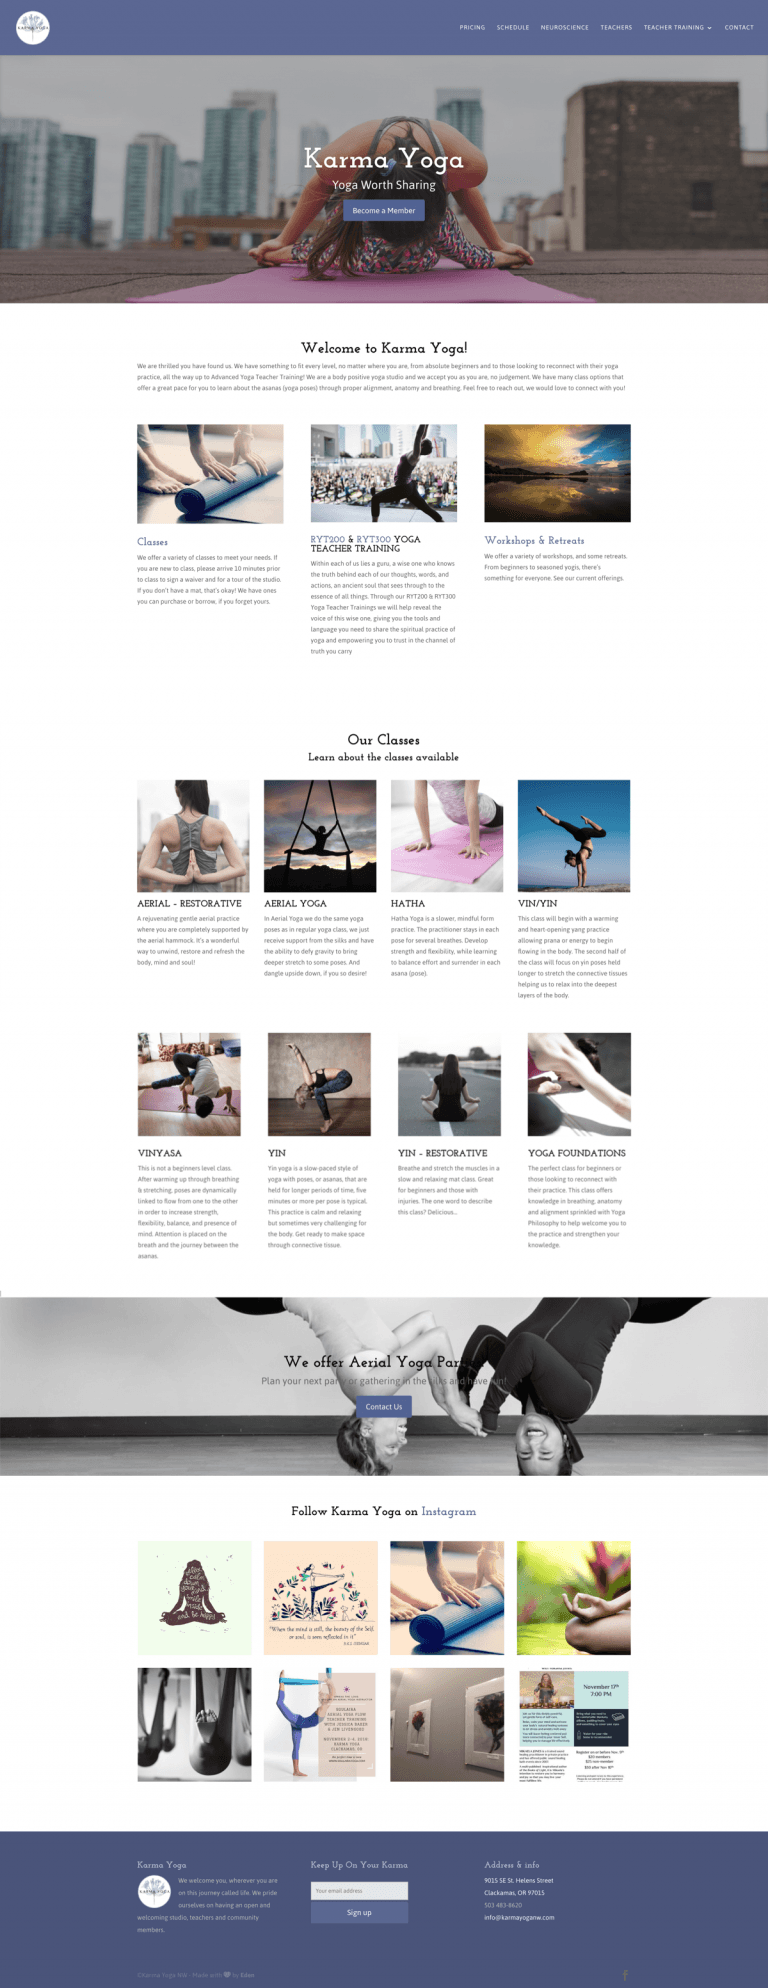 KARMA YOGA
PRICING SCHEDULE NEUROSCIENCE TEACHERS TEACHER TRAINING CONTACT
Karma Yoga
Yoga Worth Sharing
Become a Member
Welcome to Karma Yoga!
We are thrilled you have found us. We have something to fit every level, no matter where you are, from absolute beginners and to those looking to reconnect with their yoga
practice, all the way up to Advanced Yoga Teacher Training! We are a body positive yoga studio and we accept you as you are, no judgement. We have many class options that
offer a great pace for you to learn about the asanas (yoga poses) through proper alignment, anatomy and breathing. Feel free to reach out, we would love to connect with you!
Classes
We offer a variety of classes to meet your needs. If
you are new to class, please arrive 10 minutes prior
to class to sign a waiver and for a tour of the studio.
If you don't have a mat, that's okay! We have ones
you can purchase or borrow, if you forget yours.
RYT200 & RYT300 YOGA
TEACHER TRAINING
Within each of us lies a guru, a wise one who knows
the truth behind each of our thoughts, words, and
actions, an ancient soul that sees through to the
essence of all things. Through our RYT200 & RYT300
Yoga Teacher Trainings we will help reveal the
voice of this wise one, giving you the tools and
language you need to share the spiritual practice of
yoga and empowering you to trust in the channel of
truth you carry
Workshops & Retreats
We offer a variety of workshops, and some retreats.
From beginners to seasoned yogis, there's
something for everyone. See our current offerings.
Our Classes
Learn about the classes available
AERIAL – RESTORATIVE
A rejuvenating gentle aerial practice
where you are completely supported by
the aerial hammock. It's a wonderful
way to unwind, restore and refresh the
body, mind and soul!
AERIAL YOGA
In Aerial Yoga we do the same yoga
poses as in regular yoga class, we just
receive support from the silks and have
the ability to defy gravity to bring
deeper stretch to some poses. And
dangle upside down, if you so desire!
HATHA
Hatha Yoga is a slower, mindful form
practice. The practitioner stays in each
pose for several breathes. Develop
strength and flexibility, while learning
to balance effort and surrender in each
asana (pose).
VIN/YIN
This class will begin with a warming
and heart-opening yang practice
allowing prana or energy to begin
flowing in the body. The second half of
the class will focus on yin poses held
longer to stretch the connective tissues
helping us to relax into the deepest
layers of the body.
VINYASA
This is not a beginners level class.
After warming up through breathing
& stretching, poses are dynamically
linked to flow from one to the other
in order to increase strength,
flexibility, balance, and presence of
mind. Attention is placed on the
breath and the journey between the
asanas.
YIN
Yin yoga is a slow-paced style of
yoga with poses, or asanas, that are
held for longer periods of time, five
minutes or more per pose is typical.
This practice is calm and relaxing
but sometimes very challenging for
the body. Get ready to make space
through connective tissue.
YIN – RESTORATIVE
Breathe and stretch the muscles in a
slow and relaxing mat class. Great
for beginners and those with
injuries. The one word to describe
this class? Delicious...
YOGA FOUNDATIONS
The perfect class for beginners or
those looking to reconnect with
their practice. This class offers
knowledge in breathing, anatomy
and alignment sprinkled with Yoga
Philosophy to help welcome you to
the practice and strengthen your
knowledge.
We offer Aerial Yoga Par
Plan your next party or gathering in the silks and have fun!
Contact Us
Follow Karma Yoga on Instagram
"When the mind is still, the beauty of the Self,
or soul, is seen reflected in it"
B.K.S. IYENGAR
AERIAL YOGA FLOW
TEACHER TRAINING
KARMA YOGA
November 17th
7:00 PM
Karma Yoga
KARMA YOGA
We welcome you, wherever you are
on this journey called life. We pride
ourselves on having an open and
welcoming studio, teachers and community
members.
Keep Up On Your Karma
Your email address
Sign up
Address & info
9015 SE St. Helens Street
Clackamas, OR 97015
503 483-8620
info@karmayoganw.com
©Karma Yoga NW - Made with by Eden